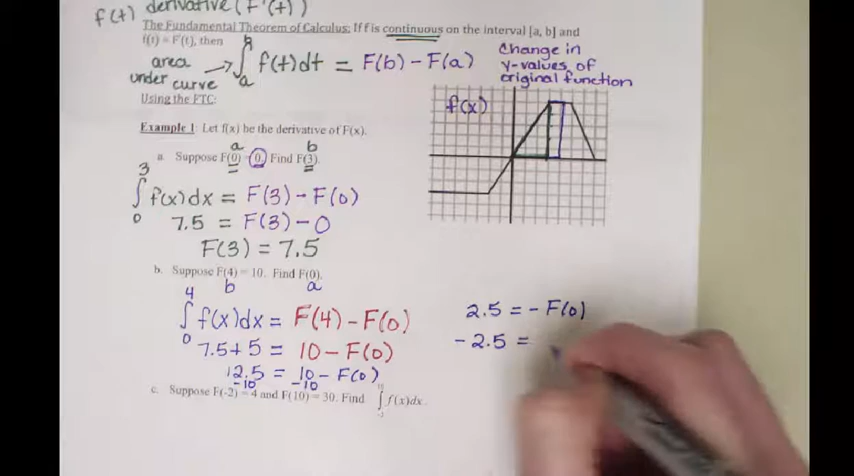 f(t) derivative (F'(t))
The Fundamental Theorem of Calculus: If f is continuous on the interval [a, b] and
f(t) = F'(t), then
area under curve → ∫_a^b f(t)dt = F(b) - F(a)
Change in
y-values of
original function
Using the FTC:
f(x)
Example 1: Let f(x) be the derivative of F(x).
a b
a. Suppose F(0) = 0. Find F(3).
∫_0^3 f(x)dx = F(3) - F(0)
7.5 = F(3) - 0
F(3) = 7.5
b. Suppose F(4) = 10. Find F(0).
b a
∫_0^4 f(x)dx = F(4) - F(0)
7.5 + 5 = 10 - F(0)
12.5 = 10 - F(0)
-10 -10
2.5 = - F(0)
-2.5 =
c. Suppose F(-2) = 4 and F(10) = 30. Find ∫ f(x)dx.